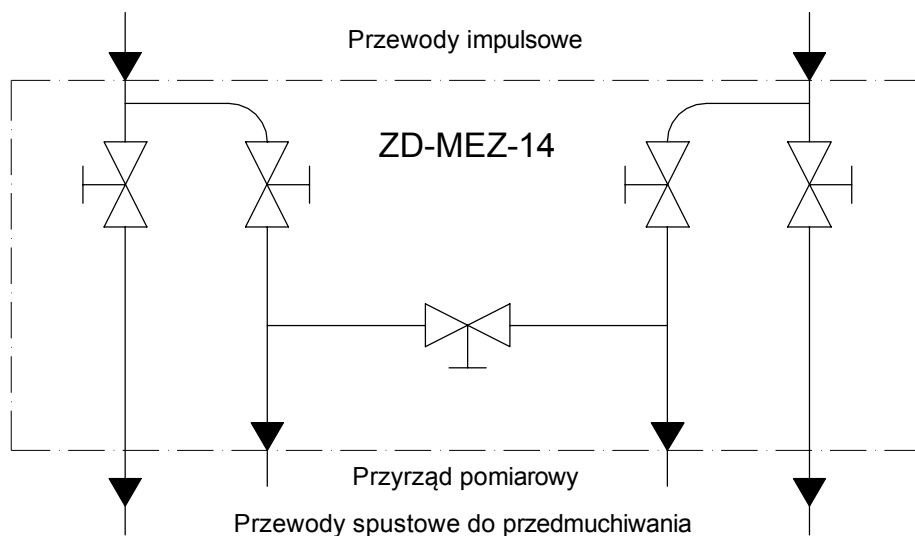 Przewody impulsowe
ZD-MEZ-14
Przyrząd pomiarowy
Przewody spustowe do przedmuchiwania